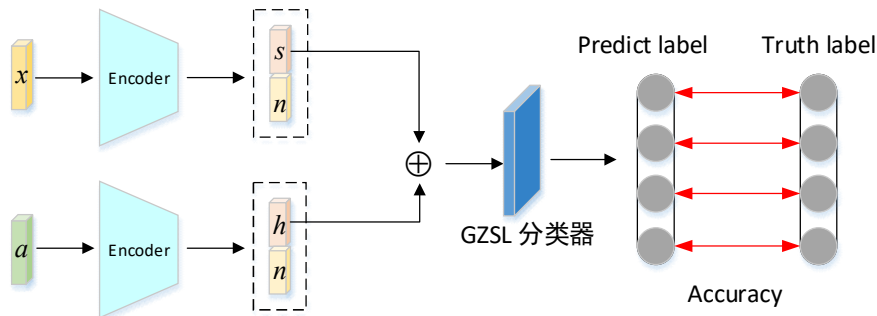 Predict label
Truth label
x
Encoder
s
n
GZSL 分类器
a
Encoder
h
n
Accuracy